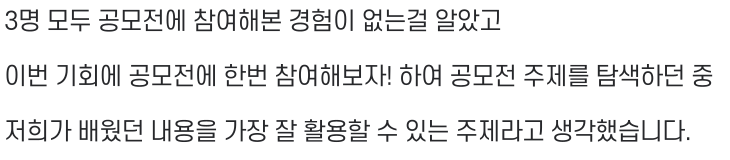 3명 모두 공모전에 참여해본 경험이 없는걸 알았고
이번 기회에 공모전에 한번 참여해보자! 하여 공모전 주제를 탐색하던 중
저희가 배웠던 내용을 가장 잘 활용할 수 있는 주제라고 생각했습니다.